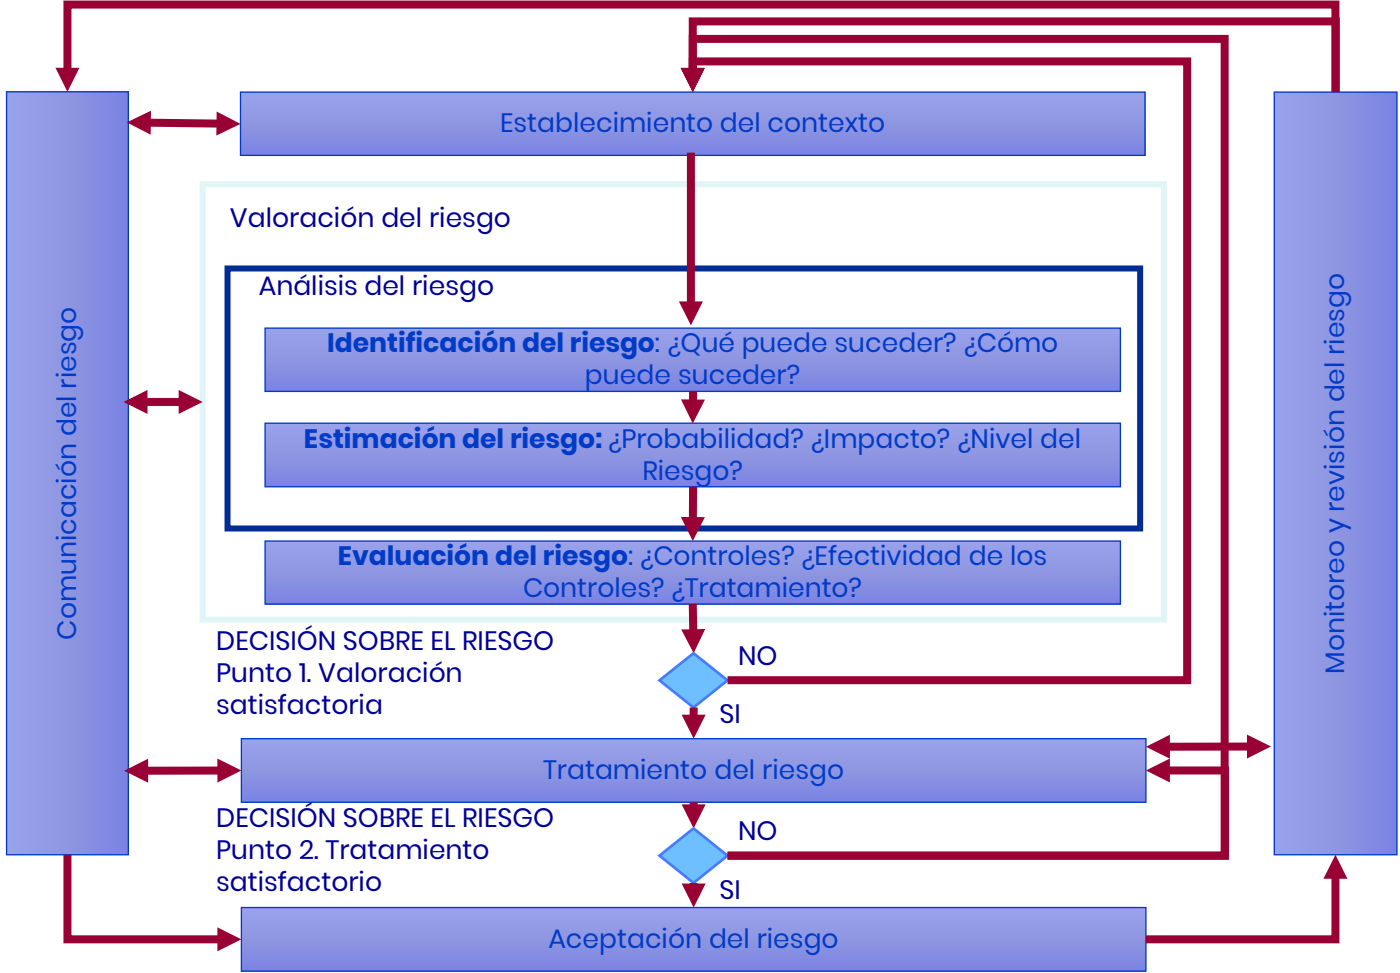 Establecimiento del contexto
Valoración del riesgo
Análisis del riesgo
Identificación del riesgo: ¿Qué puede suceder? ¿Cómo
puede suceder?
Estimación del riesgo: ¿Probabilidad? ¿Impacto? ¿Nivel del
Riesgo?
Evaluación del riesgo: ¿Controles? ¿Efectividad de los
Controles? ¿Tratamiento?
DECISIÓN SOBRE EL RIESGO
Punto 1. Valoración
satisfactoria
NO
SI
Tratamiento del riesgo
DECISIÓN SOBRE EL RIESGO
Punto 2. Tratamiento
satisfactorio
NO
SI
Aceptación del riesgo
Comunicación del riesgo
Monitoreo y revisión del riesgo